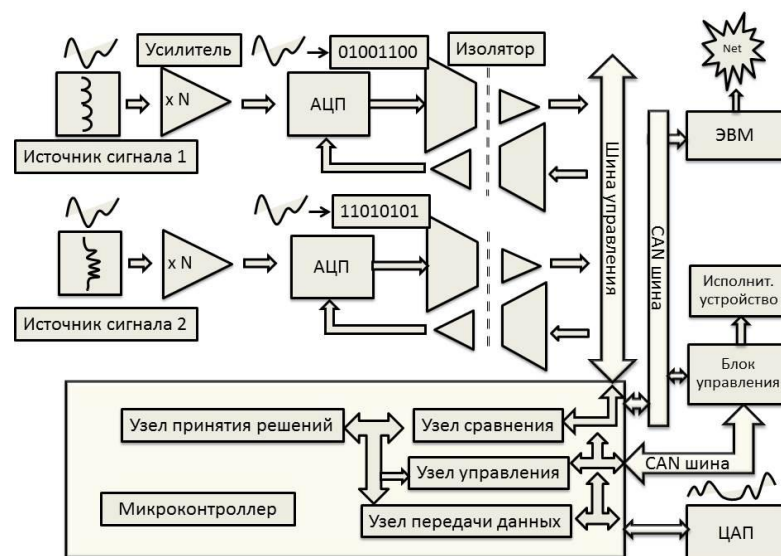 Усилитель
01001100
Изолятор
Net
x N
АЦП
ЭВМ
Источник сигнала 1
Шина управления
CAN шина
11010101
x N
АЦП
Источник сигнала 2
Исполнит.
устройство
Блок
управления
Узел принятия решений
Узел сравнения
Узел управления
CAN шина
Микроконтроллер
Узел передачи данных
ЦАП